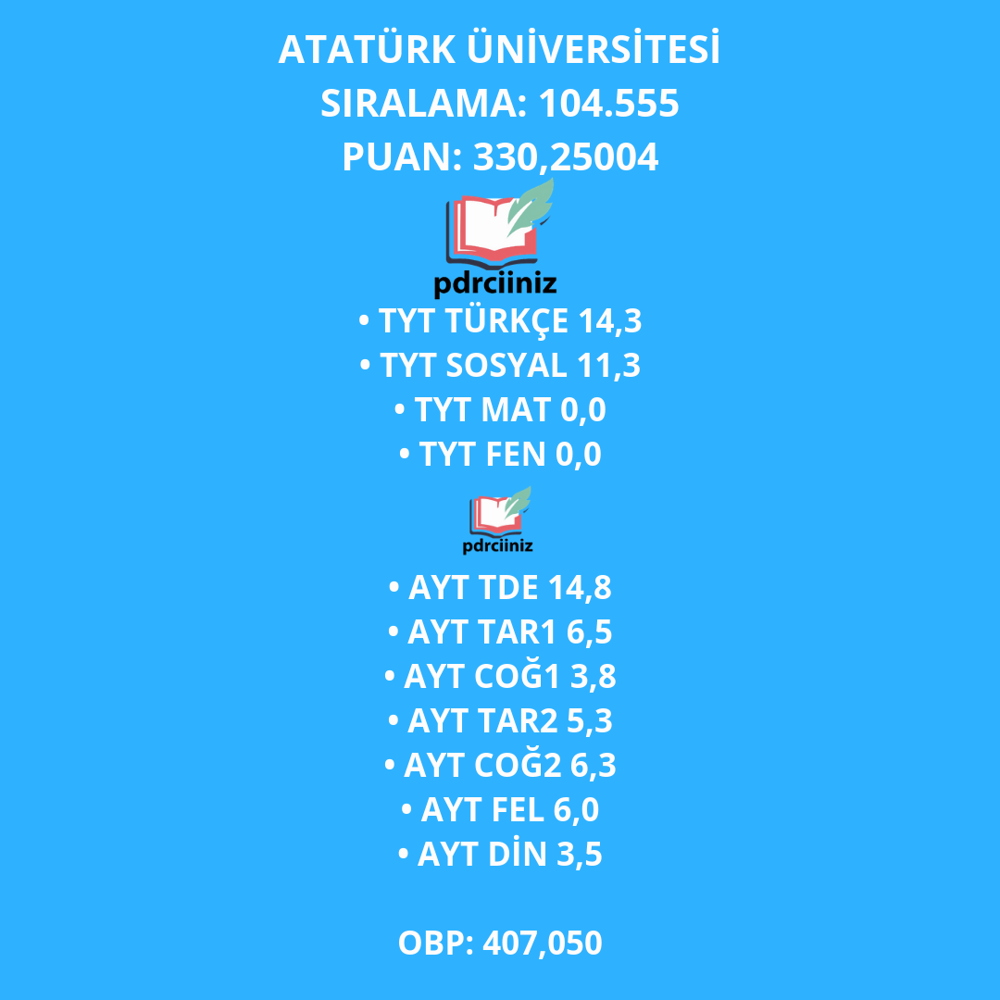 ATATÜRK ÜNİVERSİTESİ
SIRALAMA: 104.555
PUAN: 330,25004
pdrciiniz
• TYT TÜRKÇE 14,3
• TYT SOSYAL 11,3
• TYT MAT 0,0
• TYT FEN 0,0
pdrciiniz
• AYT TDE 14,8
• AYT TAR1 6,5
• AYT COĞ1 3,8
• AYT TAR2 5,3
• AYT COĞ2 6,3
• AYT FEL 6,0
• AYT DİN 3,5
OBP: 407,050